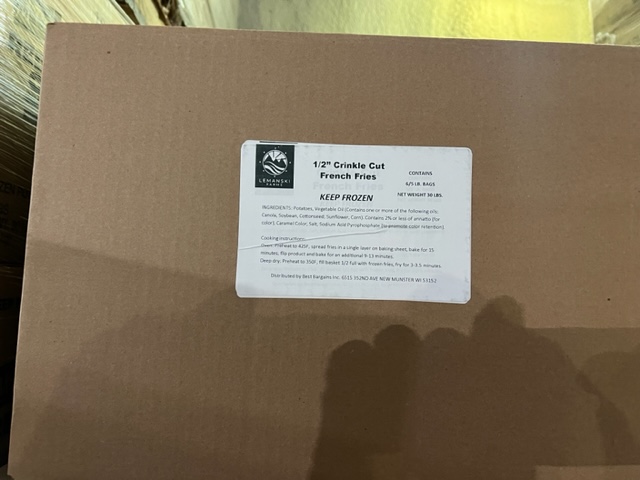 LEMANSKI
FARMS
1/2" Crinkle Cut
French Fries
KEEP FROZEN
CONTAINS
6/5 LB. BAGS
NET WEIGHT 30 LBS.
INGREDIENTS: Potatoes, Vegetable Oil (Contains one or more of the following oils:
Canola, Soybean, Cottonseed, Sunflower, Corn). Contains 2% or less of annatto (for
color), Caramel Color, Salt, Sodium Acid Pyrophosphate (to promote color retention)
Cooking Instructions:
Oven: Preheat to 425F, spread fries in a single layer on baking sheet, bake for 15
minutes, flip product and bake for an additional 9-13 minutes.
Deep dry: Preheat to 350F, fill basket 1/2 full with frozen fries, fry for 3-3.5 minutes
Distributed by Best Bargains Inc. 6515 352ND AVE NEW MUNSTER WI 53152